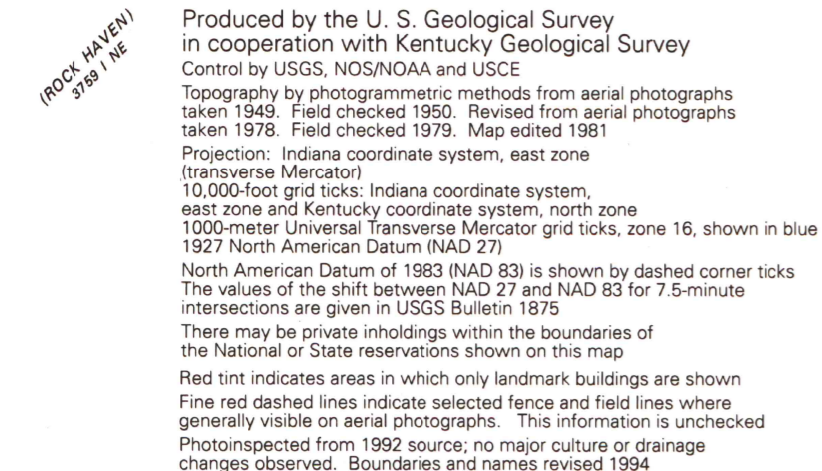 (ROCK HAVEN)
3759 I NE
Produced by the U. S. Geological Survey
in cooperation with Kentucky Geological Survey
Control by USGS, NOS/NOAA and USCE
Topography by photogrammetric methods from aerial photographs
taken 1949. Field checked 1950. Revised from aerial photographs
taken 1978. Field checked 1979. Map edited 1981
Projection: Indiana coordinate system, east zone
(transverse Mercator)
10,000-foot grid ticks: Indiana coordinate system,
east zone and Kentucky coordinate system, north zone
1000-meter Universal Transverse Mercator grid ticks, zone 16, shown in blue
1927 North American Datum (NAD 27)
North American Datum of 1983 (NAD 83) is shown by dashed corner ticks
The values of the shift between NAD 27 and NAD 83 for 7.5-minute
intersections are given in USGS Bulletin 1875
There may be private inholdings within the boundaries of
the National or State reservations shown on this map
Red tint indicates areas in which only landmark buildings are shown
Fine red dashed lines indicate selected fence and field lines where
generally visible on aerial photographs. This information is unchecked
Photoinspected from 1992 source; no major culture or drainage
changes observed. Boundaries and names revised 1994